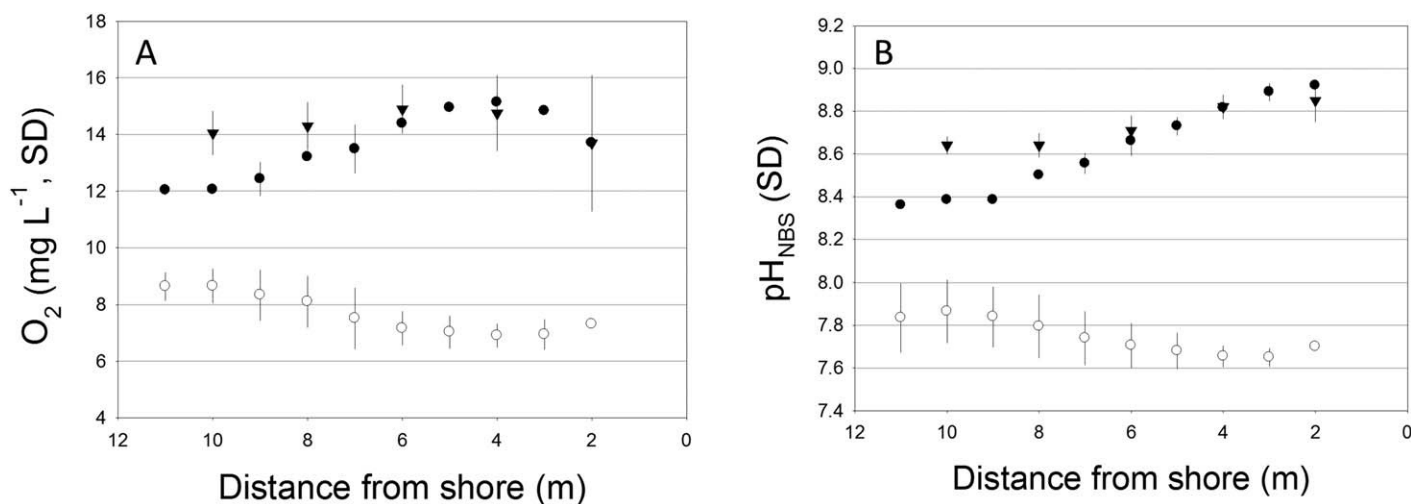 A
O₂ (mg L⁻¹, SD)
18
16
14
12
10
8
6
4
12 10 8 6 4 2 0
Distance from shore (m)
B
pH_NBS (SD)
9.2
9.0
8.8
8.6
8.4
8.2
8.0
7.8
7.6
7.4
12 10 8 6 4 2 0
Distance from shore (m)